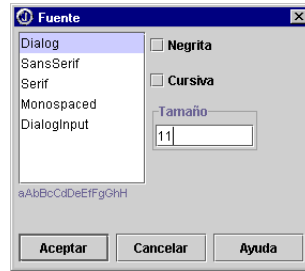 Fuente
Dialog
SansSerif
Serif
Monospaced
DialogInput
Negrita
Cursiva
Tamaño
11
aAbBcCdDeEfFgGhH
Aceptar
Cancelar
Ayuda